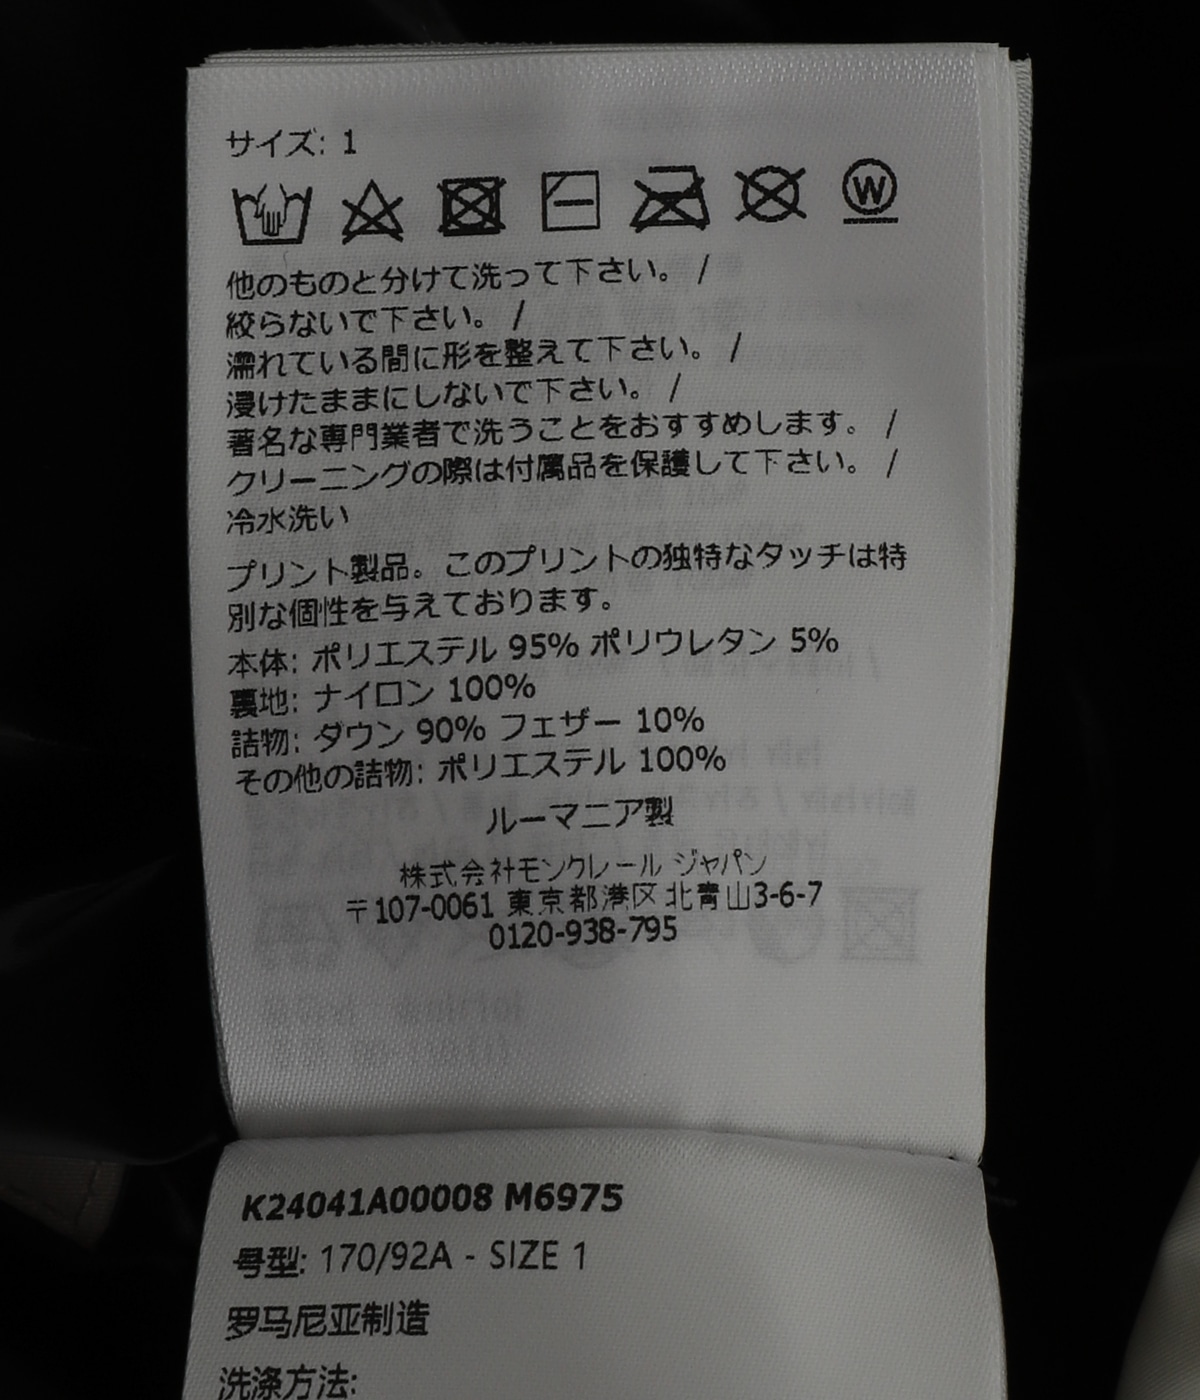 サイズ: 1
W
他のものと分けて洗って下さい。 /
絞らないで下さい。 /
濡れている間に形を整えて下さい。 /
浸けたままにしないで下さい。 /
著名な専門業者で洗うことをおすすめします。 /
クリーニングの際は付属品を保護して下さい。 /
冷水洗い
プリント製品。このプリントの独特なタッチは特
別な個性を与えております。
本体: ポリエステル 95% ポリウレタン 5%
裏地: ナイロン 100%
詰物: ダウン 90% フェザー 10%
その他の詰物: ポリエステル 100%
ルーマニア製
株式会社モンクレール ジャパン
〒107-0061 東京都港区北青山3-6-7
0120-938-795
K24041A00008 M6975
号型: 170/92A - SIZE 1
罗马尼亚制造
洗涤方法: